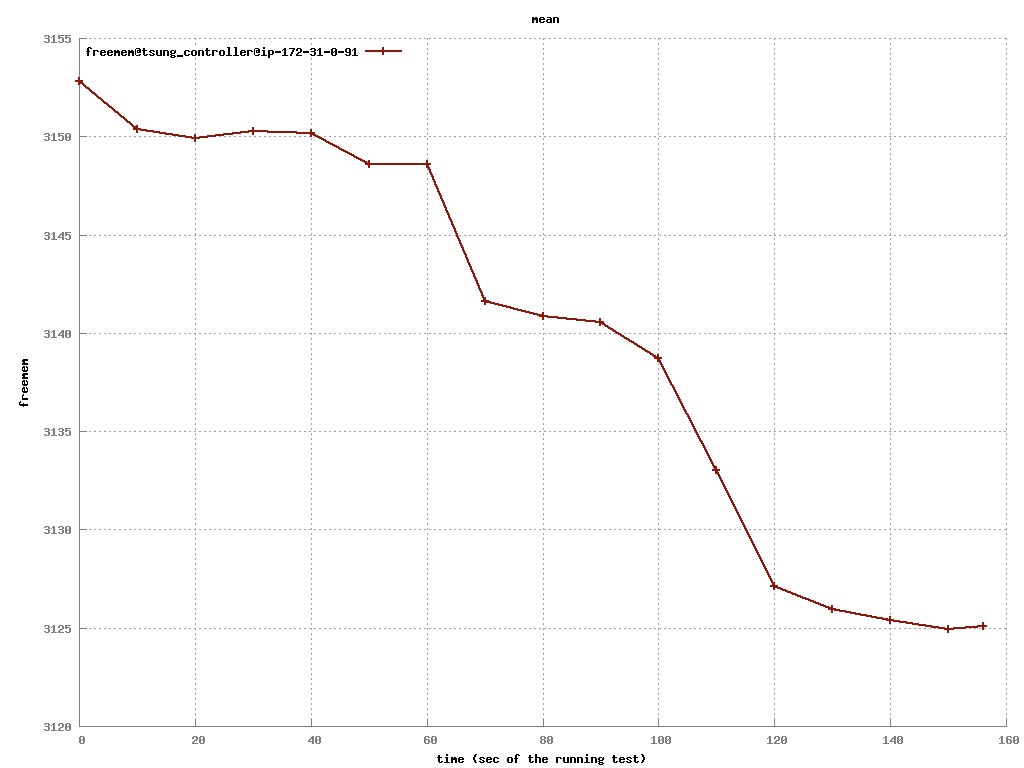 mean
3155
freemem@tsung_controller@ip-172-31-0-91
3150
3145
3140
3135
3130
3125
3120
freemem
0 20 40 60 80 100 120 140 160
time (sec of the running test)